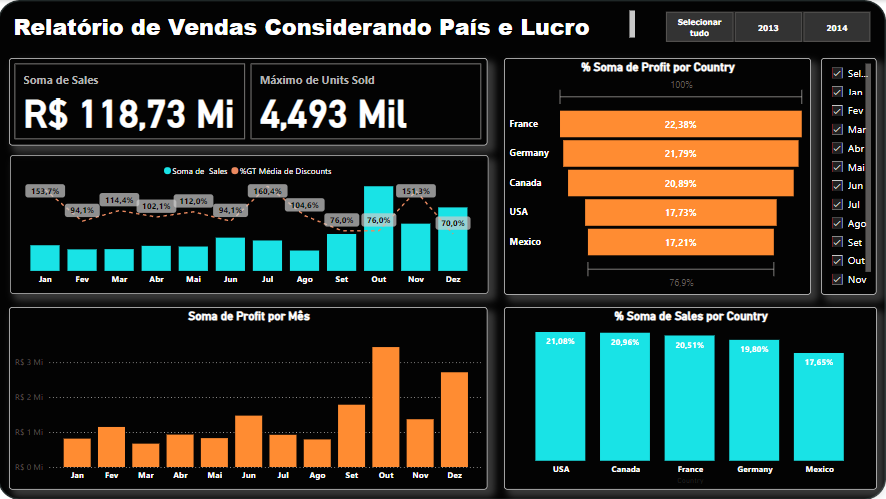 Relatório de Vendas Considerando País e Lucro
Selecionar
tudo
2013
2014
Soma de Sales
R$ 118,73 Mi
Máximo de Units Sold
4,493 Mil
Soma de Sales
%GT Média de Discounts
153,7%
94,1%
114,4%
102,1%
112,0%
94,1%
160,4%
104,6%
76,0%
76,0%
151,3%
70,0%
Jan
Fev
Mar
Abr
Mai
Jun
Jul
Ago
Set
Out
Nov
Dez
% Soma de Profit por Country
100%
France
22,38%
Germany
21,79%
Canada
20,89%
USA
17,73%
Mexico
17,21%
76,9%
Sel...
Jan
Fev
Mar
Abr
Mai
Jun
Jul
Ago
Set
Out
Nov
Soma de Profit por Mês
R$ 3 Mi
R$ 2 Mi
R$ 1 Mi
R$ 0 Mi
Jan
Fev
Mar
Abr
Mai
Jun
Jul
Ago
Set
Out
Nov
Dez
% Soma de Sales por Country
21,08%
20,96%
20,51%
19,80%
17,65%
USA
Canada
France
Germany
Mexico
Country